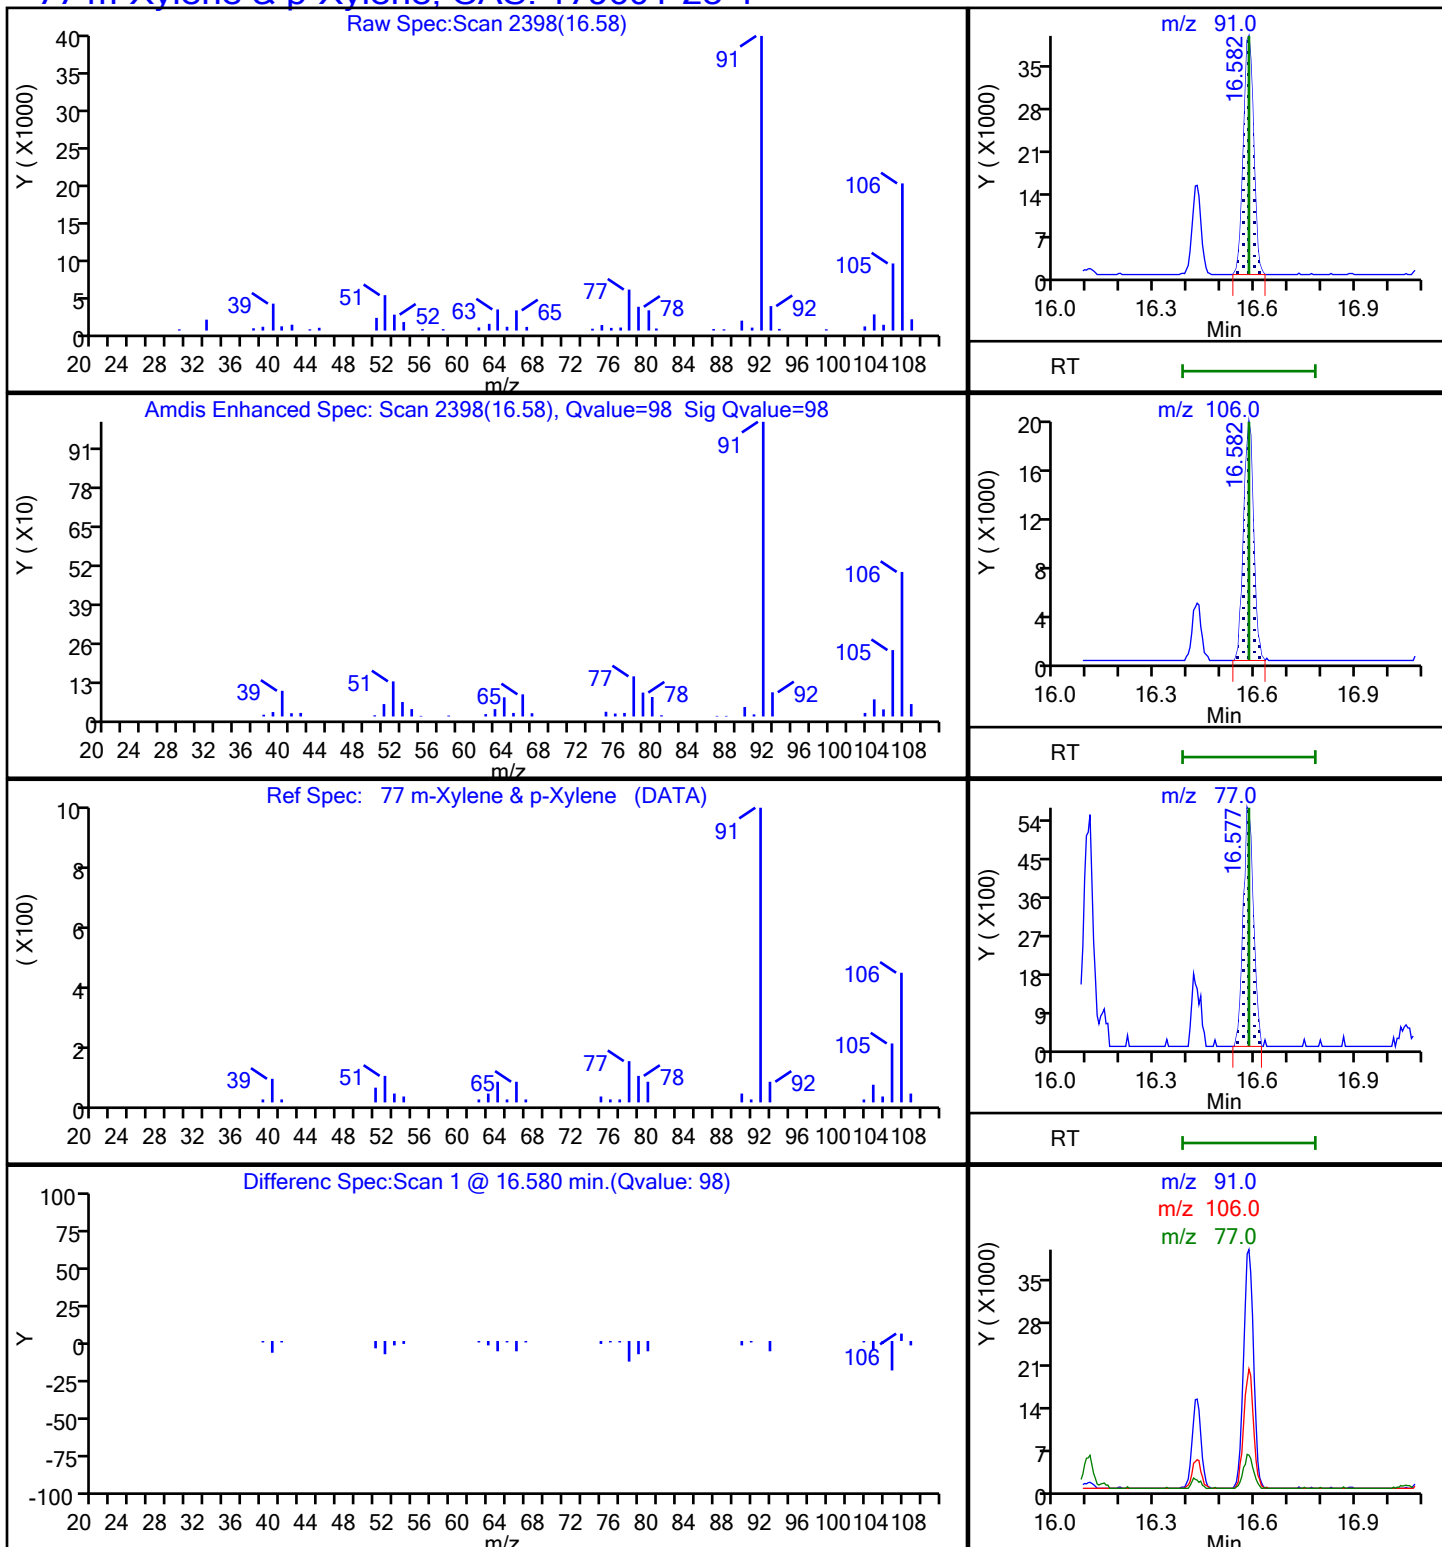 77 m-Xylene & p-Xylene, CAS: 179601-23-1
Raw Spec:Scan 2398(16.58)
Y ( X1000)
40
35
30
25
20
15
10
5
0
39
51
52
63
65
77
78
91
92
105
106
20 24 28 32 36 40 44 48 52 56 60 64 68 72 76 80 84 88 92 96 100 104 108
m/z
m/z 91.0
Y ( X1000)
35
28
21
14
7
0
16.582
16.0 16.3 16.6 16.9
Min
RT
Amdis Enhanced Spec: Scan 2398(16.58), Qvalue=98 Sig Qvalue=98
Y ( X10)
91
78
65
52
39
26
13
0
39
51
65
77
78
91
92
105
106
20 24 28 32 36 40 44 48 52 56 60 64 68 72 76 80 84 88 92 96 100 104 108
m/z
m/z 106.0
Y ( X1000)
20
16
12
8
4
0
16.582
16.0 16.3 16.6 16.9
Min
RT
Ref Spec: 77 m-Xylene & p-Xylene (DATA)
( X100)
10
8
6
4
2
0
39
51
65
77
78
91
92
105
106
20 24 28 32 36 40 44 48 52 56 60 64 68 72 76 80 84 88 92 96 100 104 108
m/z 77.0
Y ( X100)
54
45
36
27
18
9
0
16.577
16.0 16.3 16.6 16.9
Min
RT
Differenc Spec:Scan 1 @ 16.580 min.(Qvalue: 98)
Y
100
75
50
25
0
-25
-50
-75
-100
106
20 24 28 32 36 40 44 48 52 56 60 64 68 72 76 80 84 88 92 96 100 104 108
m/z
m/z 91.0
m/z 106.0
m/z 77.0
Y ( X1000)
35
28
21
14
7
0
16.0 16.3 16.6 16.9
Min